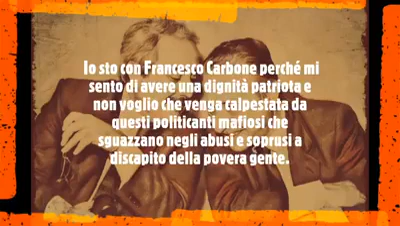 Io sto con Francesco Carbone perché mi
sento di avere una dignità patriota e
non voglio che venga calpestata da
questi politicanti mafiosi che
sguazzano negli abusi e soprusi a
discapito della povera gente.